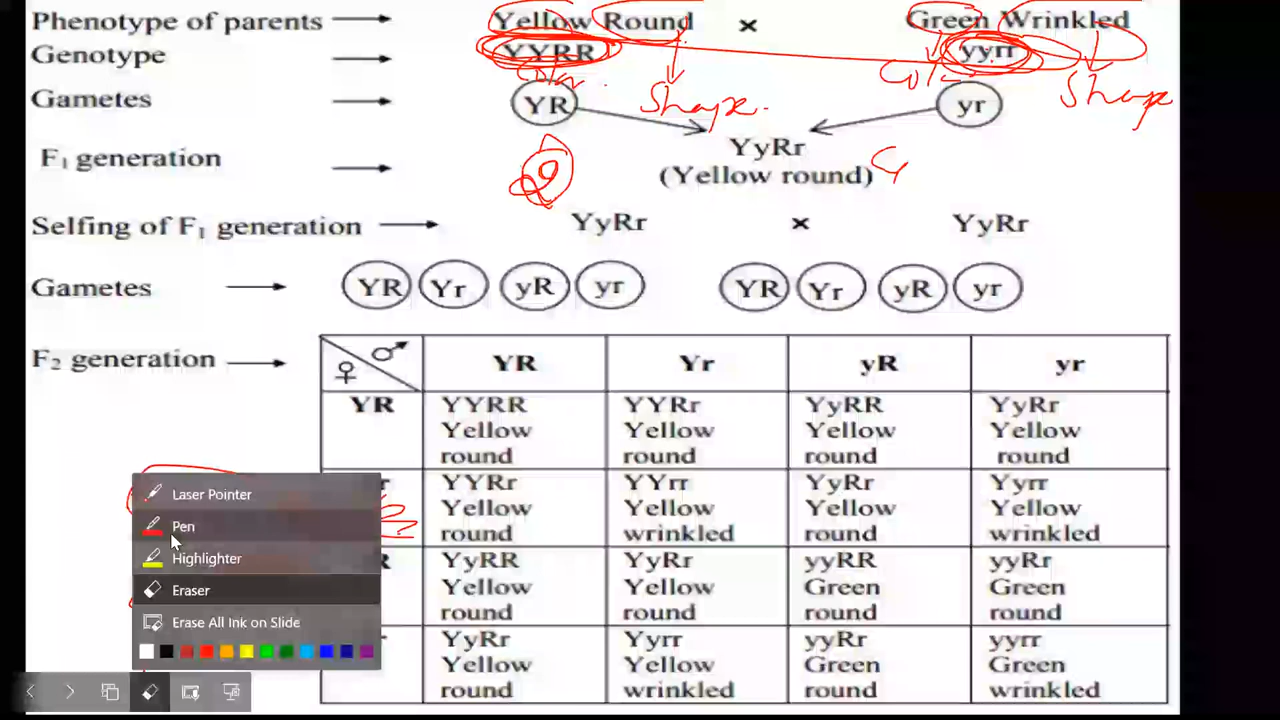 Phenotype of parents Yellow Round × Green Wrinkled
Genotype YYRR yyrr
Shape. Shape
Gametes YR yr
YyRr
F₁ generation (Yellow round) G
Selfing of F₁ generation YyRr × YyRr
Gametes YR Yr yR yr YR Yr yR yr
F₂ generation ♀ ♂ YR Yr yR yr
YR YYRR YYRr YyRR YyRr
Yellow Yellow Yellow Yellow
round round round round
YYRr YYrr YyRr Yyrr
Yellow Yellow Yellow Yellow
round wrinkled round wrinkled
YyRR YyRr yyRR yyRr
Yellow Yellow Green Green
round round round round
YyRr Yyrr yyRr yyrr
Yellow Yellow Green Green
round wrinkled round wrinkled
Laser Pointer
Pen
Highlighter
Eraser
Erase All Ink on Slide